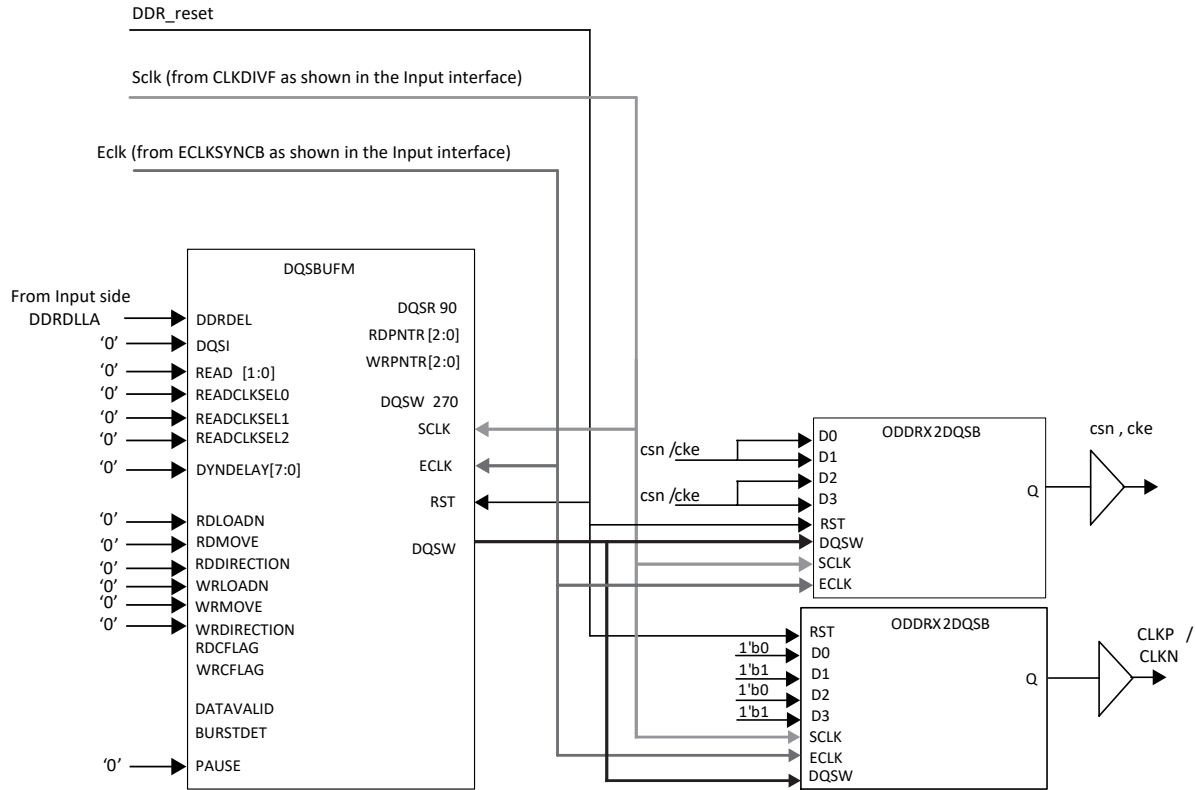 DDR_reset
Sclk (from CLKDIVF as shown in the Input interface)
Eclk (from ECLKSYNCB as shown in the Input interface)
DQSBUFM
From Input side
DDRDLLA
DDRDEL
‘0’
DQSI
‘0’
READ [1:0]
‘0’
READCLKSEL0
‘0’
READCLKSEL1
‘0’
READCLKSEL2
‘0’
DYNDELAY[7:0]
‘0’
RDLOADN
‘0’
RDMOVE
‘0’
RDDIRECTION
‘0’
WRLOADN
‘0’
WRMOVE
‘0’
WRDIRECTION
RDCFLAG
WRCFLAG
DATAVALID
BURSTDET
‘0’
PAUSE
DQSR 90
RDPNTR [2:0]
WRPNTR[2:0]
DQSW 270
SCLK
ECLK
RST
DQSW
ODDRX2DQSB
csn /cke
D0
D1
csn /cke
D2
D3
RST
DQSW
SCLK
ECLK
Q
csn , cke
ODDRX2DQSB
RST
1'b0
D0
1'b1
D1
1'b0
D2
1'b1
D3
SCLK
ECLK
DQSW
Q
CLKP /
CLKN